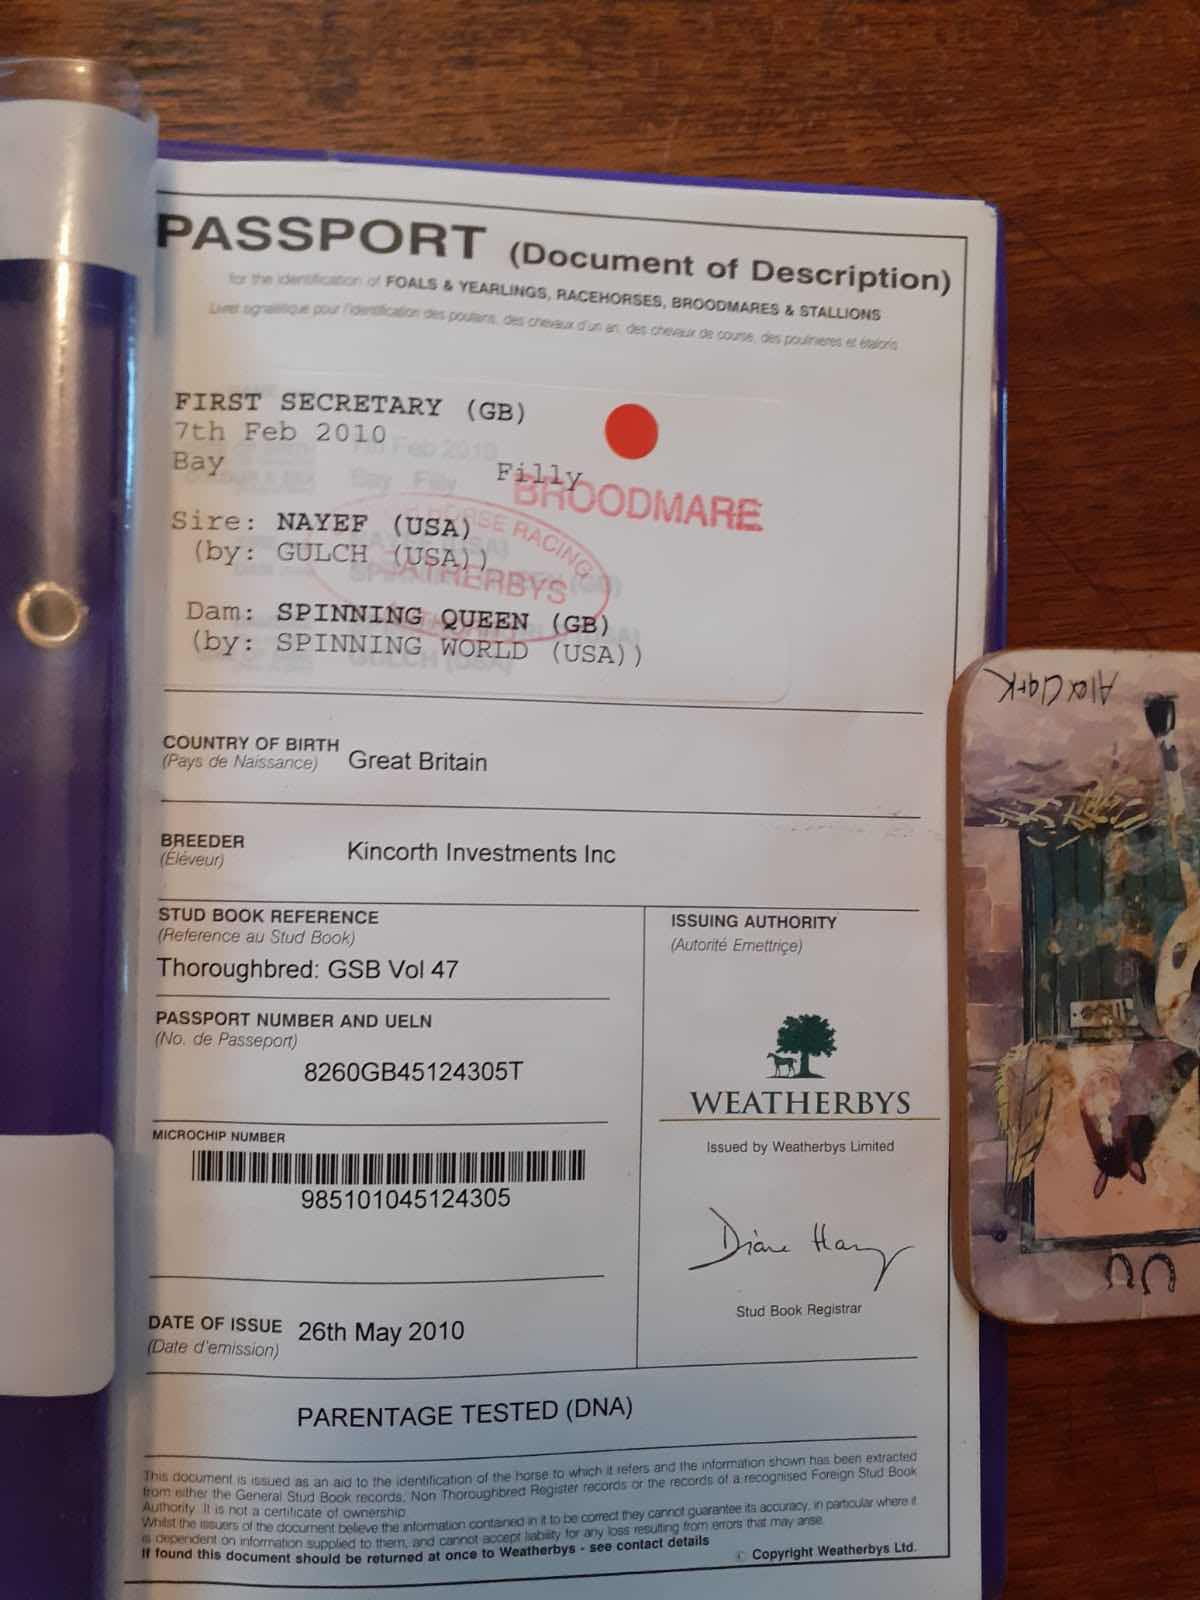 PASSPORT (Document of Description)
for the identification of FOALS & YEARLINGS, RACEHORSES, BROODMARES & STALLIONS
Livret signalétique pour l'identification des poulains, des chevaux d'un an, des chevaux de course, des poulinieres et étalons
FIRST SECRETARY (GB)
7th Feb 2010
Bay Filly
BROODMARE
HORSE RACING
WEATHERBYS
Sire: NAYEF (USA)
(by: GULCH (USA))
Dam: SPINNING QUEEN (GB)
(by: SPINNING WORLD (USA))
COUNTRY OF BIRTH
(Pays de Naissance) Great Britain
BREEDER
(Éléveur) Kincorth Investments Inc
STUD BOOK REFERENCE
(Reference au Stud Book)
Thoroughbred: GSB Vol 47
PASSPORT NUMBER AND UELN
(No. de Passeport)
8260GB45124305T
MICROCHIP NUMBER
985101045124305
DATE OF ISSUE 26th May 2010
(Date d'emission)
ISSUING AUTHORITY
(Autorité Emettriçe)
WEATHERBYS
Issued by Weatherbys Limited
Stud Book Registrar
PARENTAGE TESTED (DNA)
This document is issued as an aid to the identification of the horse to which it refers and the information shown has been extracted
from either the General Stud Book records, Non Thoroughbred Register records or the records of a recognised Foreign Stud Book
Authority. It is not a certificate of ownership
Whilst the issuers of the document believe the information contained in it to be correct they cannot guarantee its accuracy, in particular where it
is dependent on information supplied to them, and cannot accept liability for any loss resulting from errors that may arise.
If found this document should be returned at once to Weatherbys - see contact details
© Copyright Weatherbys Ltd.
Alex Clark